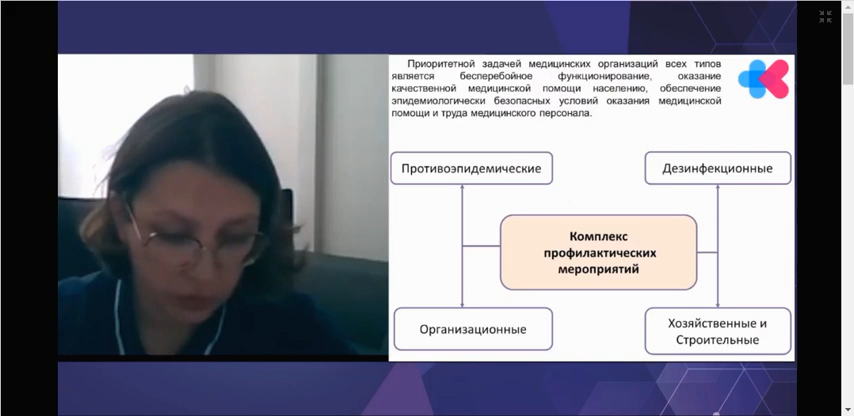 Приоритетной задачей медицинских организаций всех типов
является бесперебойное функционирование, оказание
качественной медицинской помощи населению, обеспечение
эпидемиологически безопасных условий оказания медицинской
помощи и труда медицинского персонала.
Противоэпидемические
Дезинфекционные
Комплекс
профилактических
мероприятий
Организационные
Хозяйственные и
Строительные